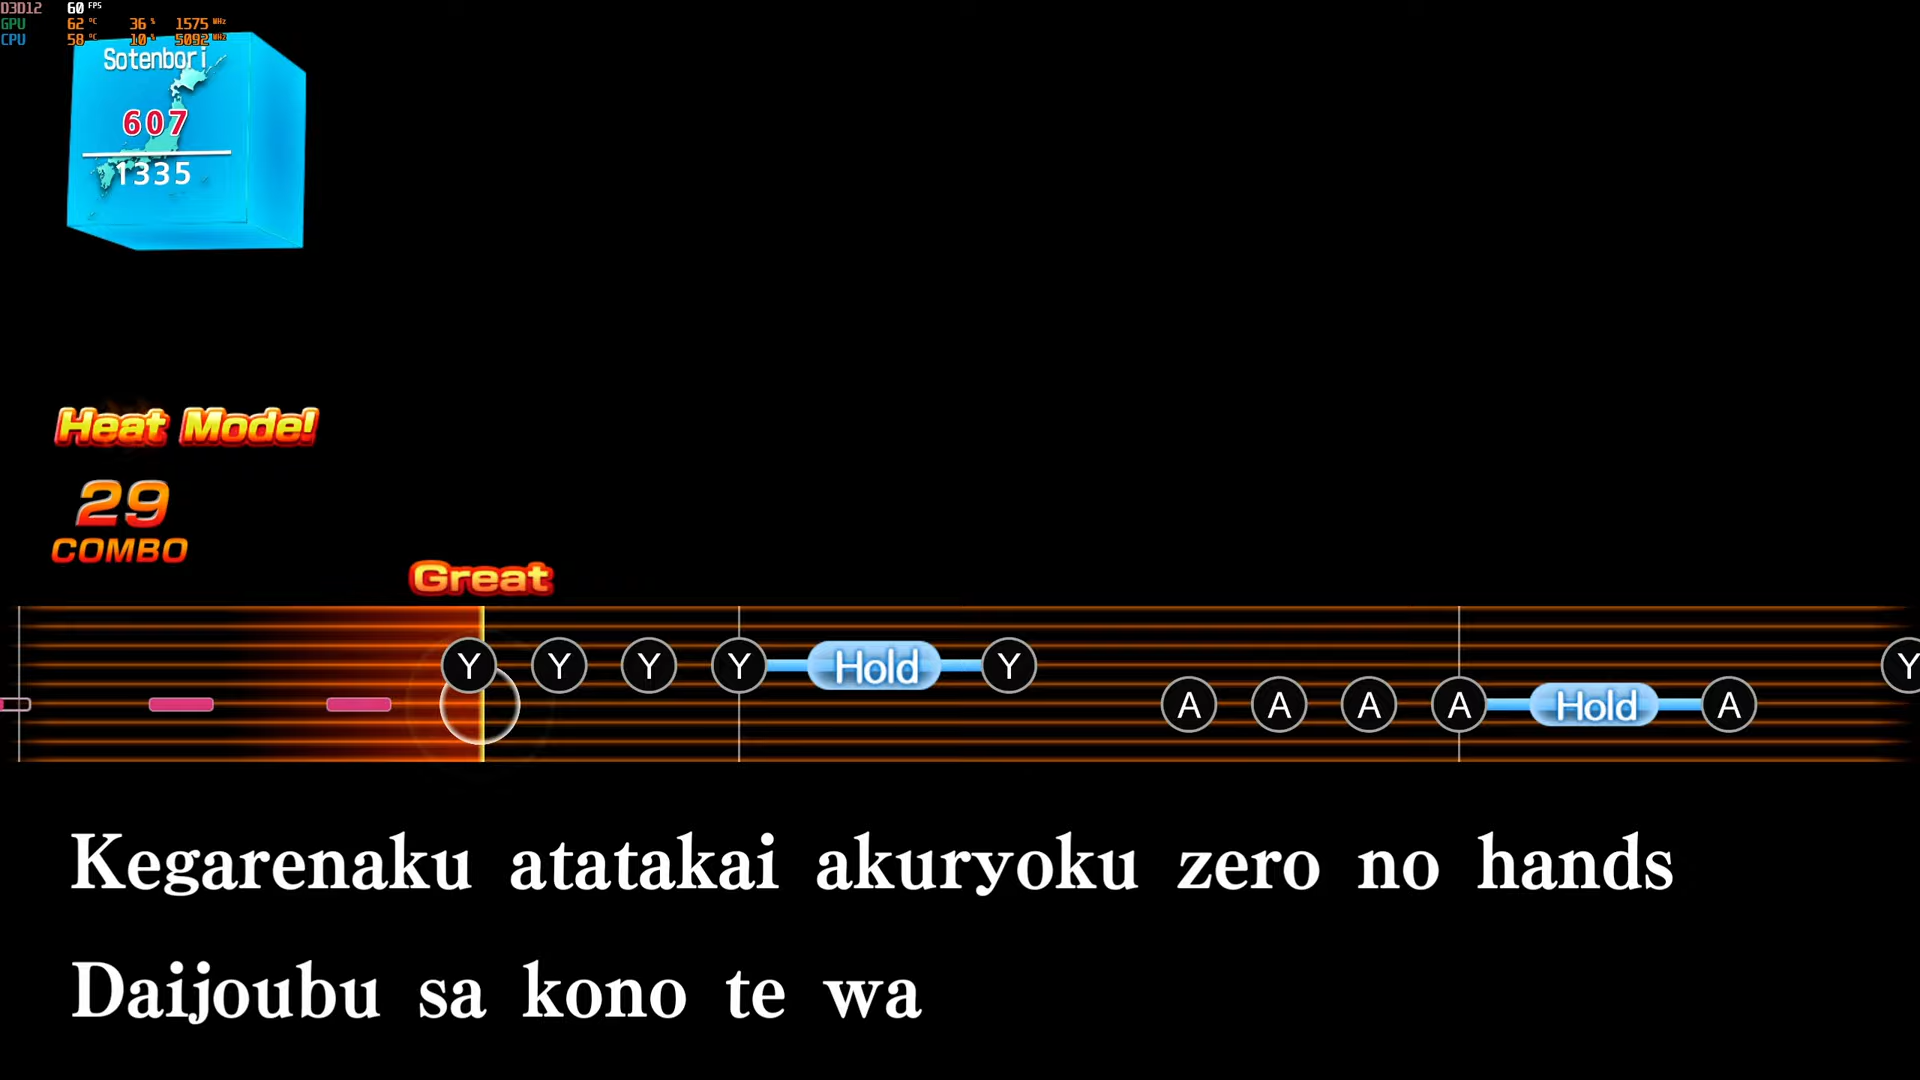 D3D12 60 FPS
GPU 62 °C 36 % 1575 MHz
CPU 58 °C 10 % 5092 MHz
Sotenbori
607
1335
Heat Mode!
29
COMBO
Great
Y Y Y Y Hold Y Y
A A A A Hold A
Kegarenaku atatakai akuryoku zero no hands
Daijoubu sa kono te wa